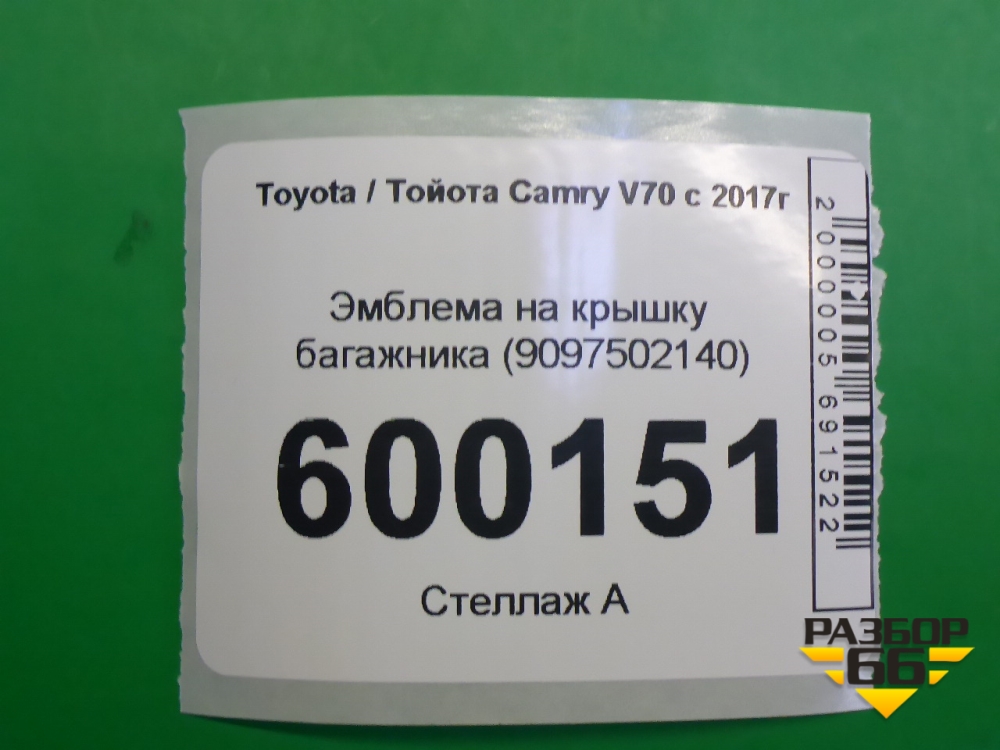 Toyota / Тойота Camry V70 с 2017г
Эмблема на крышку
багажника (9097502140)
600151
Стеллаж А
2000005691522
РАЗБОР
66